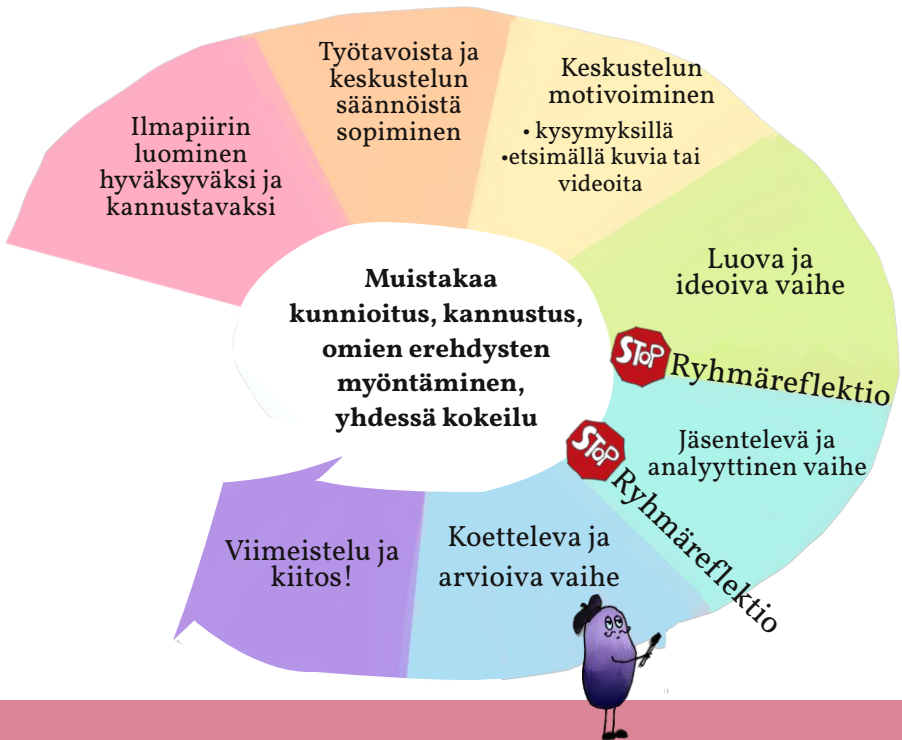 Ilmapiirin
luominen
hyväksyväksi ja
kannustavaksi
Työtavoista ja
keskustelun
säännöistä
sopiminen
Keskustelun
motivoiminen
• kysymyksillä
•etsimällä kuvia tai
videoita
Luova ja
ideoiva vaihe
STOP
Ryhmäreflektio
Jäsentelevä ja
analyyttinen vaihe
STOP
Ryhmäreflektio
Koetteleva ja
arvioiva vaihe
Viimeistelu ja
kiitos!
Muistakaa
kunnioitus, kannustus,
omien erehdysten
myöntäminen,
yhdessä kokeilu